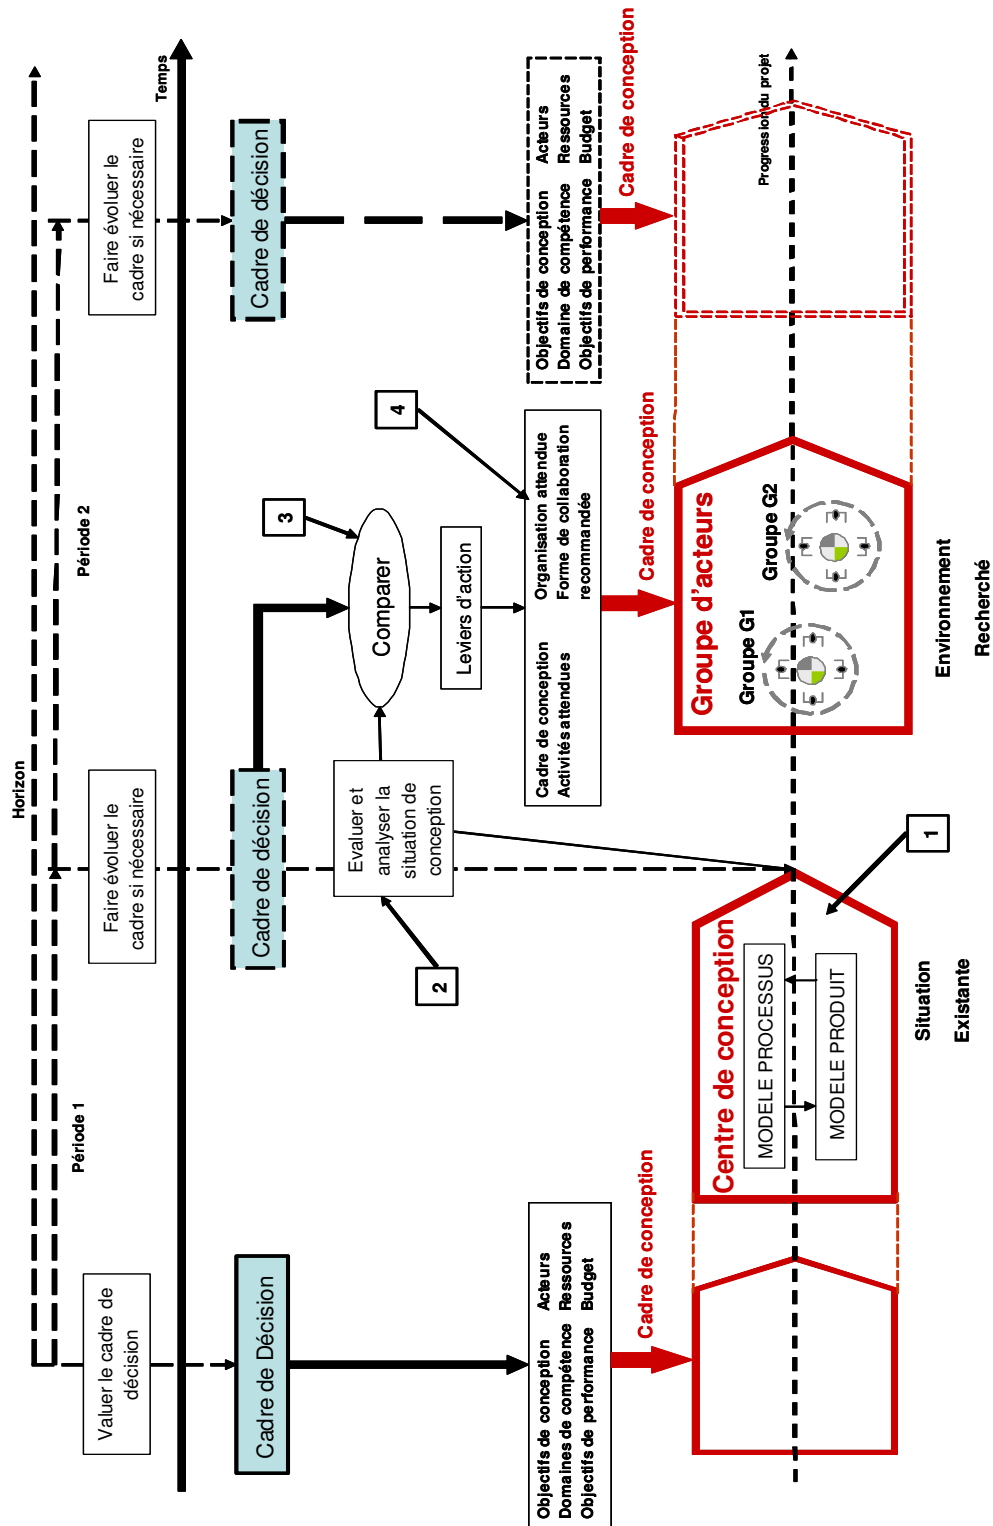 Horizon
Période 1
Période 2
Valuer le cadre de
décision
Faire évoluer le
cadre si nécessaire
Faire évoluer le
cadre si nécessaire
Temps
Cadre de Décision
Cadre de décision
Cadre de décision
2
Evaluer et
analyser la
situation de
conception
3
Comparer
Leviers d'action
4
Objectifs de conception Acteurs
Domaines de compétence Ressources
Objectifs de performance Budget
Cadre de conception
Activités attendues
Organisation attendue
Forme de collaboration
recommandée
Objectifs de conception Acteurs
Domaine de compétence Ressources
Objectifs de performance Budget
Cadre de conception
Cadre de conception
Cadre de conception
Centre de conception
MODELE PROCESSUS
MODELE PRODUIT
1
Groupe d'acteurs
Groupe G1
Groupe G2
Progression du projet
Situation
Existante
Environnement
Recherché